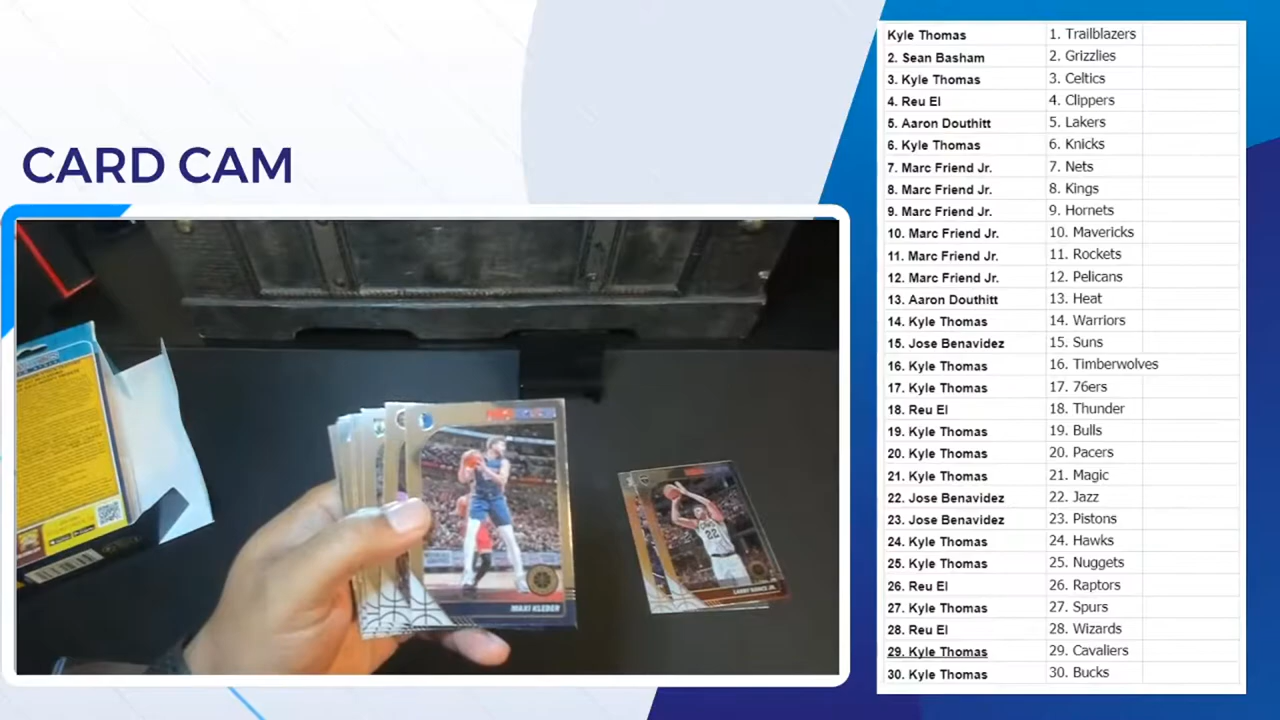 CARD CAM
Kyle Thomas 1. Trailblazers
2. Sean Basham 2. Grizzlies
3. Kyle Thomas 3. Celtics
4. Reu El 4. Clippers
5. Aaron Douthitt 5. Lakers
6. Kyle Thomas 6. Knicks
7. Marc Friend Jr. 7. Nets
8. Marc Friend Jr. 8. Kings
9. Marc Friend Jr. 9. Hornets
10. Marc Friend Jr. 10. Mavericks
11. Marc Friend Jr. 11. Rockets
12. Marc Friend Jr. 12. Pelicans
13. Aaron Douthitt 13. Heat
14. Kyle Thomas 14. Warriors
15. Jose Benavidez 15. Suns
16. Kyle Thomas 16. Timberwolves
17. Kyle Thomas 17. 76ers
18. Reu El 18. Thunder
19. Kyle Thomas 19. Bulls
20. Kyle Thomas 20. Pacers
21. Kyle Thomas 21. Magic
22. Jose Benavidez 22. Jazz
23. Jose Benavidez 23. Pistons
24. Kyle Thomas 24. Hawks
25. Kyle Thomas 25. Nuggets
26. Reu El 26. Raptors
27. Kyle Thomas 27. Spurs
28. Reu El 28. Wizards
29. Kyle Thomas 29. Cavaliers
30. Kyle Thomas 30. Bucks
MAXI KLEBER
LARRY NANCE JR.
22